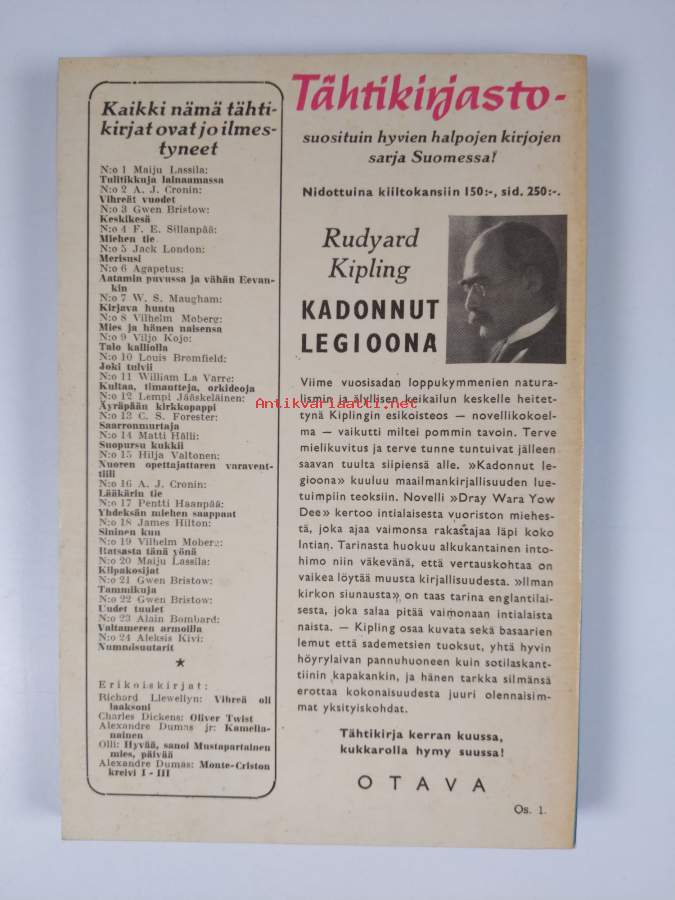 Kaikki nämä tähti-
kirjat ovat jo ilmes-
tyneet
N:o 1 Maiju Lassila:
Tulitikkuja lainaamassa
N:o 2 A. J. Cronin:
Vihreät vuodet
N:o 3 Gwen Bristow:
Keskikesä
N:o 4 F. E. Sillanpää:
Miehen tie
N:o 5 Jack London:
Merisusi
N:o 6 Agapetus:
Aatamin puvussa ja vähän Eevan-
kin
N:o 7 W. S. Maugham:
Kirjava huntu
N:o 8 Vilhelm Moberg:
Mies ja hänen naisensa
N:o 9 Viljo Kojo:
Talo kalliolla
N:o 10 Louis Bromfield:
Joki tulvii
N:o 11 William La Varre:
Kultaa, timantteja, orkideoja
N:o 12 Lempi Jääskeläinen:
Äyräpään kirkkopappi
N:o 13 C. S. Forester:
Saarronmurtaja
N:o 14 Matti Hälli:
Suopursu kukkii
N:o 15 Hilja Valtonen:
Nuoren opettajattaren varavent-
tiili
N:o 16 A. J. Cronin:
Lääkärin tie
N:o 17 Pentti Haanpää:
Yhdeksän miehen saappaat
N:o 18 James Hilton:
Sininen kuu
N:o 19 Vilhelm Moberg:
Ratsasta tänä yönä
N:o 20 Maiju Lassila:
Kilpakosijat
N:o 21 Gwen Bristow:
Tammikuja
N:o 22 Gwen Bristow:
Uudet tuulet
N:o 23 Alain Bombard:
Valtameren armoilla
N:o 24 Aleksis Kivi:
Nummisuutarit
★
Erikoiskirjat:
Richard Llewellyn: Vihreä oli
laaksoni
Charles Dickens: Oliver Twist
Alexandre Dumas jr: Kamelia-
nainen
Olli: Hyvää, sanoi Mustapartainen
mies, päivää
Alexandre Dumas: Monte-Criston
kreivi I - III
Tähtikirjasto -
suosituin hyvien halpojen kirjojen
sarja Suomessa!
Nidottuina kiiltokansiin 150:-, sid. 250:-.
Rudyard
Kipling
KADONNUT
LEGIOONA
Viime vuosisadan loppukymmenien natura-
lismin ja älyllisen keikailun keskelle heitet-
tynä Kiplingin esikoisteos — novellikokoel-
ma — vaikutti miltei pommin tavoin. Terve
mielikuvitus ja terve tunne tuntuivat jälleen
saavan tuulta siipiensä alle. »Kadonnut le-
gioona» kuuluu maailmankirjallisuuden lue-
tuimpiin teoksiin. Novelli »Dray Wara Yow
Dee» kertoo intialaisesta vuoriston miehes-
tä, joka ajaa vaimonsa rakastajaa läpi koko
Intian. Tarinasta huokuu alkukantainen into-
himo niin väkevänä, että vertauskohtaa on
vaikea löytää muusta kirjallisuudesta. »Ilman
kirkon siunausta» on taas tarina englantilai-
sesta, joka salaa pitää vaimonaan intialaista
naista. — Kipling osaa kuvata sekä basaarien
lemut että sademetsien tuoksut, yhtä hyvin
höyrylaivan pannuhuoneen kuin sotilaskant-
tiinin kapakankin, ja hänen tarkka silmänsä
erottaa kokonaisuudesta juuri olennaisim-
mat yksityiskohdat.
Tähtikirja kerran kuussa,
kukkarolla hymy suussa!
OTAVA
Os. 1.
Antikvariaatti.net